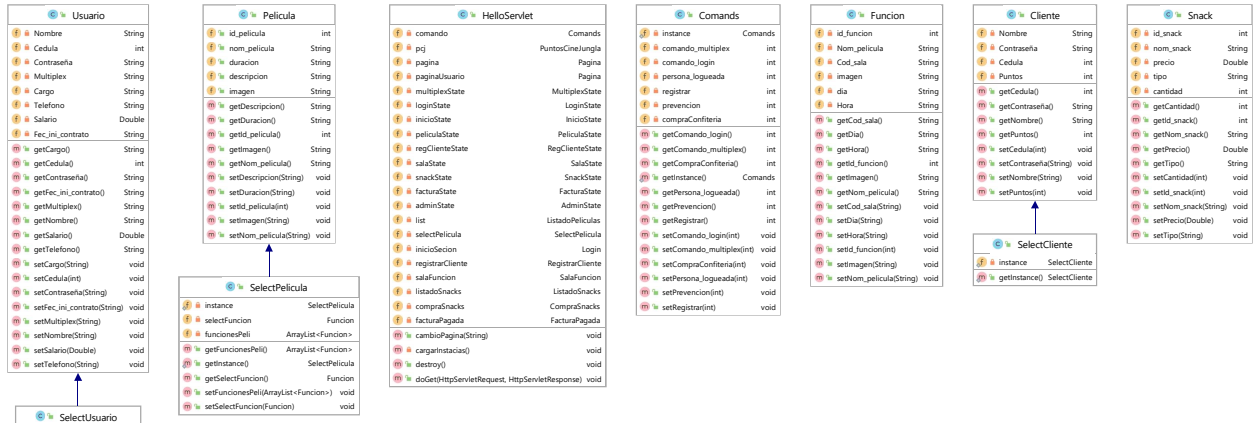 Usuario
Nombre String
Cedula int
Contraseña String
Multiplex String
Cargo String
Telefono String
Salario Double
Fec_ini_contrato String
getCargo() String
getCedula() int
getContraseña() String
getFec_ini_contrato() String
getMultiplex() String
getNombre() String
getSalario() Double
getTelefono() String
setCargo(String) void
setCedula(int) void
setContraseña(String) void
setFec_ini_contrato(String) void
setMultiplex(String) void
setNombre(String) void
setSalario(Double) void
setTelefono(String) void
SelectUsuario
Pelicula
id_pelicula int
nom_pelicula String
duracion String
descripcion String
imagen String
getDescripcion() String
getDuracion() String
getId_pelicula() int
getImagen() String
getNom_pelicula() String
setDescripcion(String) void
setDuracion(String) void
setId_pelicula(int) void
setImagen(String) void
setNom_pelicula(String) void
SelectPelicula
instance SelectPelicula
selectFuncion Funcion
funcionesPeli ArrayList<Funcion>
getFuncionesPeli() ArrayList<Funcion>
getInstance() SelectPelicula
getSelectFuncion() Funcion
setFuncionesPeli(ArrayList<Funcion>) void
setSelectFuncion(Funcion) void
HelloServlet
comando Comands
pcj PuntosCineJungla
pagina Pagina
paginaUsuario Pagina
multiplexState MultiplexState
loginState LoginState
inicioState InicioState
peliculaState PeliculaState
regClienteState RegClienteState
salaState SalaState
snackState SnackState
facturaState FacturaState
adminState AdminState
list ListadoPeliculas
selectPelicula SelectPelicula
inicioSecion Login
registrarCliente RegistrarCliente
salaFuncion SalaFuncion
listadoSnacks ListadoSnacks
compraSnacks CompraSnacks
facturaPagada FacturaPagada
cambioPagina(String) void
cargarInstacias() void
destroy() void
doGet(HttpServletRequest, HttpServletResponse) void
Comands
instance Comands
comando_multiplex int
comando_login int
persona_logueada int
registrar int
prevencion int
compraConfiteria int
getComando_login() int
getComando_multiplex() int
getCompraConfiteria() int
getInstance() Comands
getPersona_logueada() int
getPrevencion() int
getRegistrar() int
setComando_login(int) void
setComando_multiplex(int) void
setCompraConfiteria(int) void
setPersona_logueada(int) void
setPrevencion(int) void
setRegistrar(int) void
Funcion
id_funcion int
Nom_pelicula String
Cod_sala String
imagen String
dia String
Hora String
getCod_sala() String
getDia() String
getHora() String
getId_funcion() int
getImagen() String
getNom_pelicula() String
setCod_sala(String) void
setDia(String) void
setHora(String) void
setId_funcion(int) void
setImagen(String) void
setNom_pelicula(String) void
Cliente
Nombre String
Contraseña String
Cedula int
Puntos int
getCedula() int
getContraseña() String
getNombre() String
getPuntos() int
setCedula(int) void
setContraseña(String) void
setNombre(String) void
setPuntos(int) void
SelectCliente
instance SelectCliente
getInstance() SelectCliente
Snack
id_snack int
nom_snack String
precio Double
tipo String
cantidad int
getCantidad() int
getId_snack() int
getNom_snack() String
getPrecio() Double
getTipo() String
setCantidad(int) void
setId_snack(int) void
setNom_snack(String) void
setPrecio(Double) void
setTipo(String) void